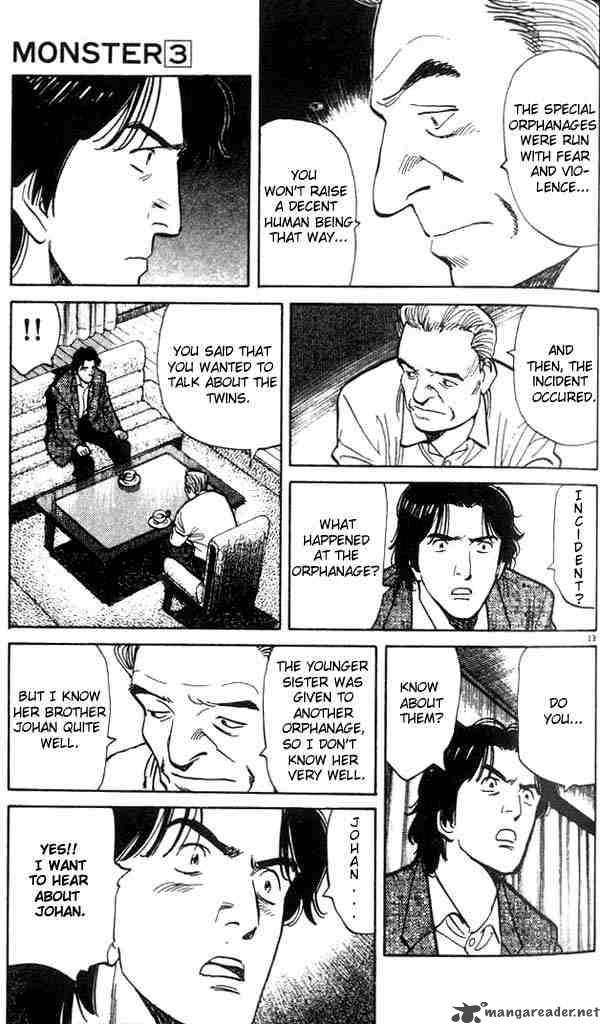 MONSTER 3
THE SPECIAL
ORPHANAGES
WERE RUN
WITH FEAR
AND VIO-
LENCE...
YOU
WON'T RAISE
A DECENT
HUMAN BEING
THAT WAY...
AND
THEN, THE
INCIDENT
OCCURED.
YOU SAID THAT
YOU WANTED TO
TALK ABOUT THE
TWINS.
!!
INCIDENT?
WHAT
HAPPENED
AT THE
ORPHANAGE?
13
DO
YOU...
KNOW
ABOUT
THEM?
THE YOUNGER
SISTER WAS
GIVEN TO
ANOTHER
ORPHANAGE,
SO I DON'T
KNOW HER
VERY WELL.
BUT I KNOW
HER BROTHER
JOHAN QUITE
WELL.
JOHAN...
YES!!
I WANT
TO HEAR
ABOUT
JOHAN.
mangareader.net